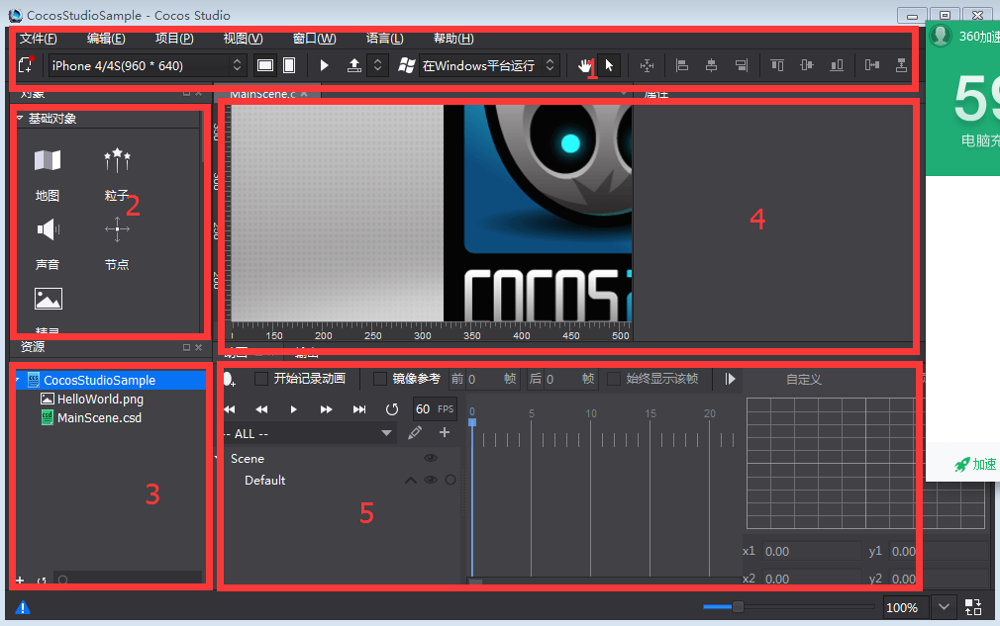 CocosStudioSample - Cocos Studio
文件(F) 编辑(E) 项目(P) 视图(V) 窗口(W) 语言(L) 帮助(H)
iPhone 4/4S(960 * 640) 在Windows平台运行 1
360加速
59
电脑
对象 MainScene.c 属性
基础对象
地图 粒子
2
声音 节点
精灵
4
COCOS
150 200 250 300 350 400 450 500
资源
动画 输出
CocosStudioSample
HelloWorld.png
MainScene.csd
3
开始记录动画 镜像参考 前 0 帧 后 0 帧 始终显示该帧 自定义
60 FPS
0 5 10 15 20
-- ALL --
Scene
Default
5
加速
x1 0.00 y1 0.00
x2 0.00 y2 0.00
100%